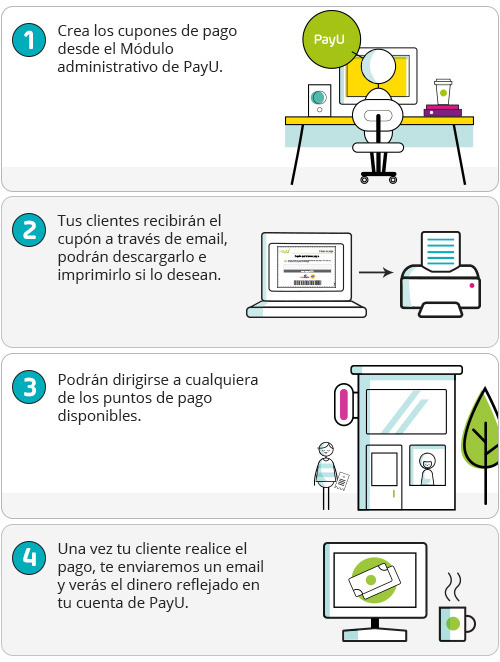 1
Crea los cupones de pago
desde el Módulo
administrativo de PayU.
PayU
2
Tus clientes recibirán el
cupón a través de email,
podrán descargarlo e
imprimirlo si lo desean.
3
Podrán dirigirse a cualquiera
de los puntos de pago
disponibles.
4
Una vez tu cliente realice el
pago, te enviaremos un email
y verás el dinero reflejado en
tu cuenta de PayU.